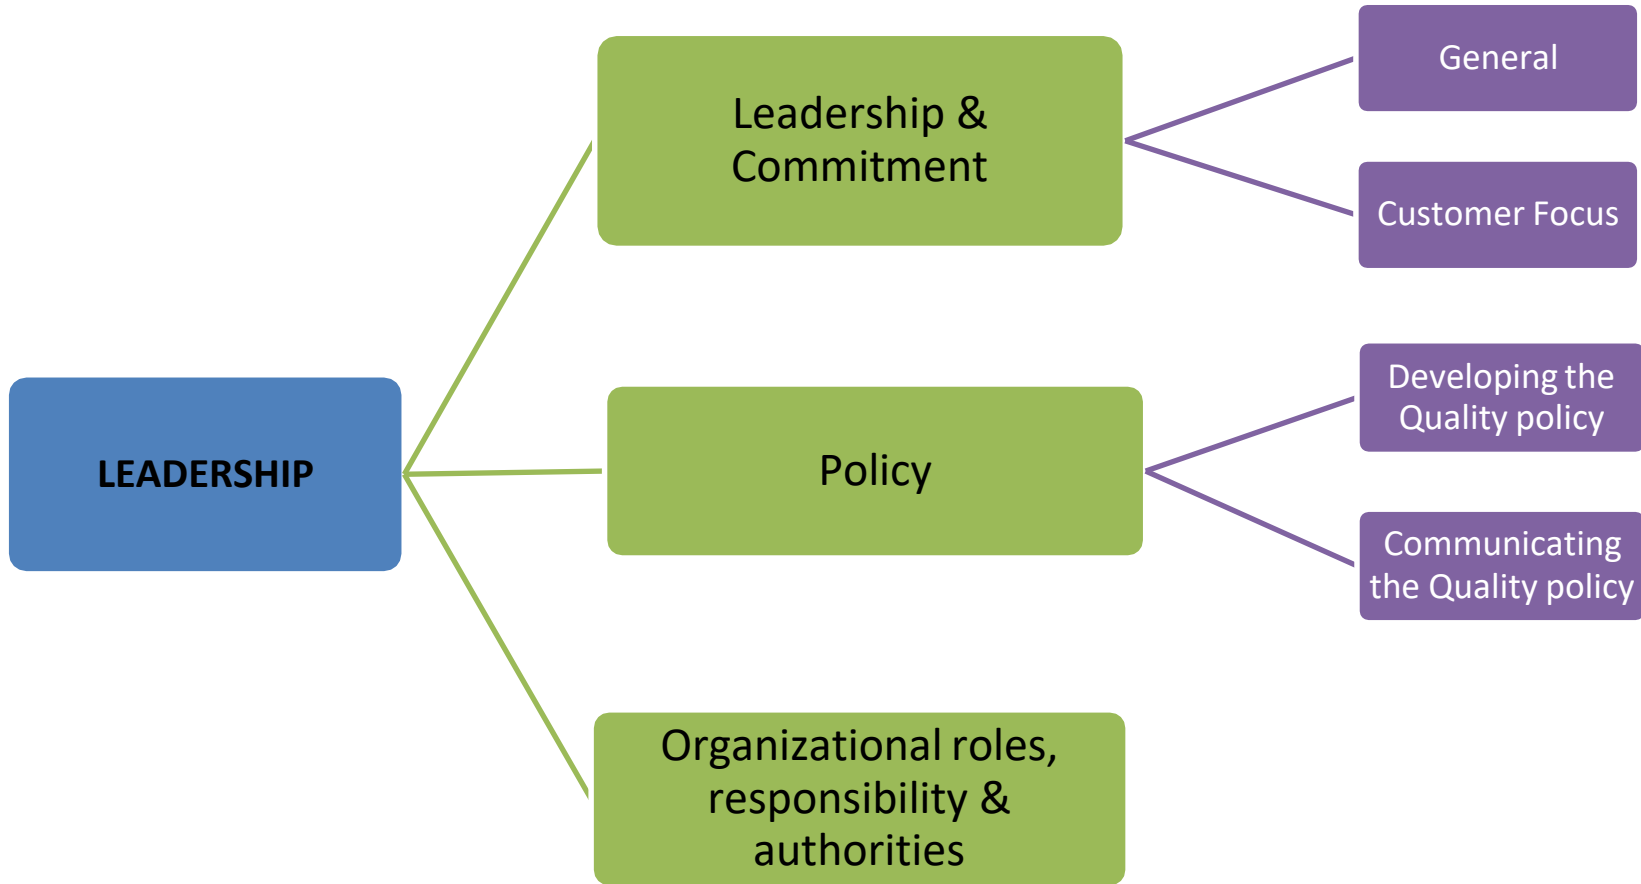 LEADERSHIP
Leadership &
Commitment
General
Customer Focus
Policy
Developing the
Quality policy
Communicating
the Quality policy
Organizational roles,
responsibility &
authorities